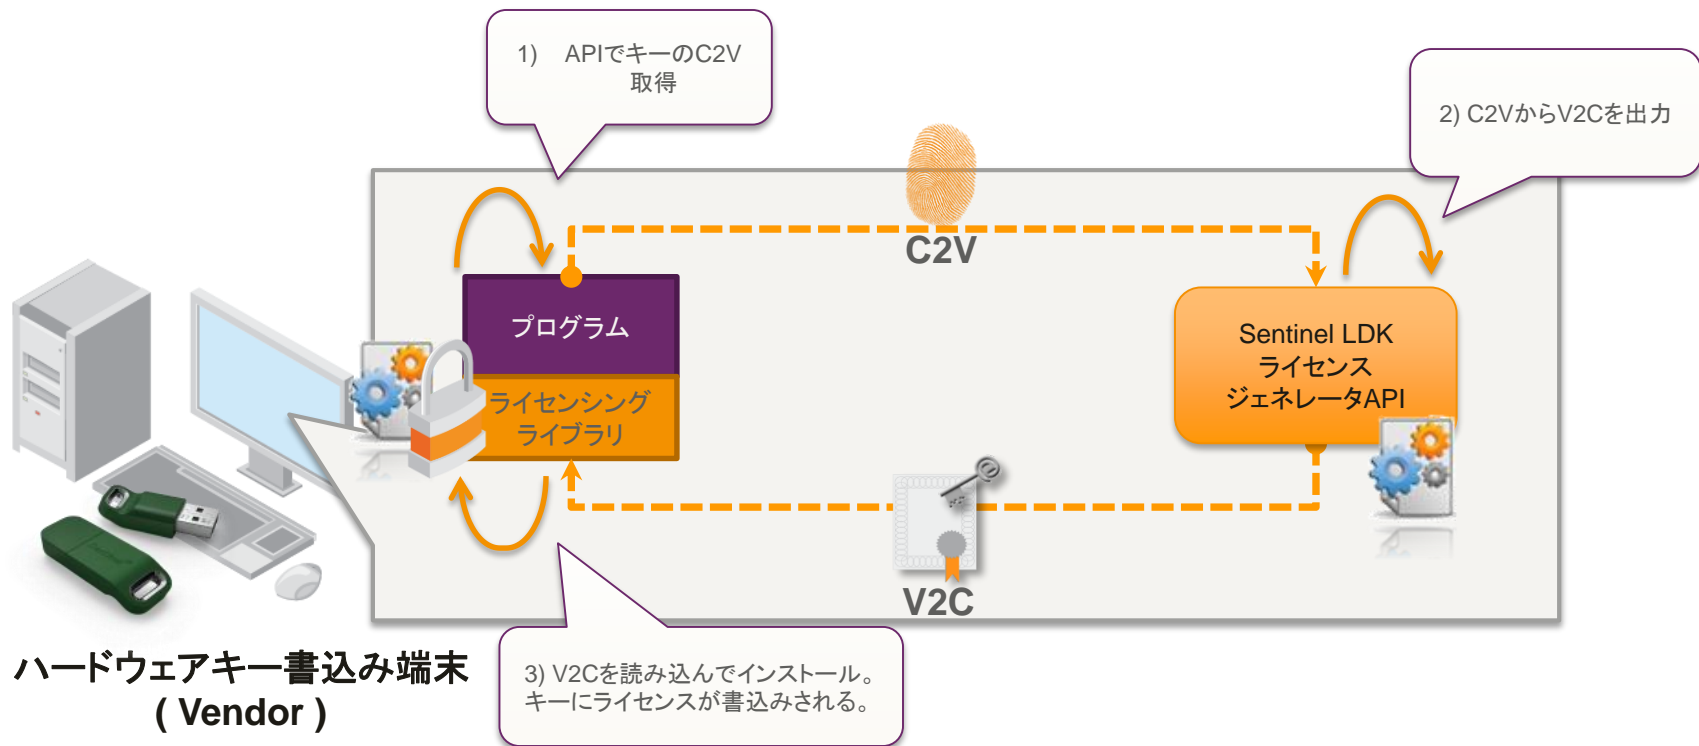 1) APIでキーのC2V
取得
2) C2VからV2Cを出力
C2V
プログラム
ライセンシング
ライブラリ
Sentinel LDK
ライセンス
ジェネレータAPI
V2C
3) V2Cを読み込んでインストール。
キーにライセンスが書込みされる。
ハードウェアキー書込み端末
( Vendor )